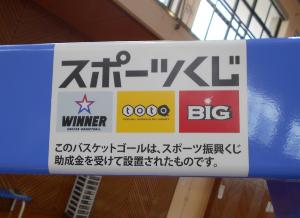 スポーツくじ
WINNER
SOCCER・BASKETBALL
toto
BIG
このバスケットゴールは、スポーツ振興くじ
助成金を受けて設置されたものです。